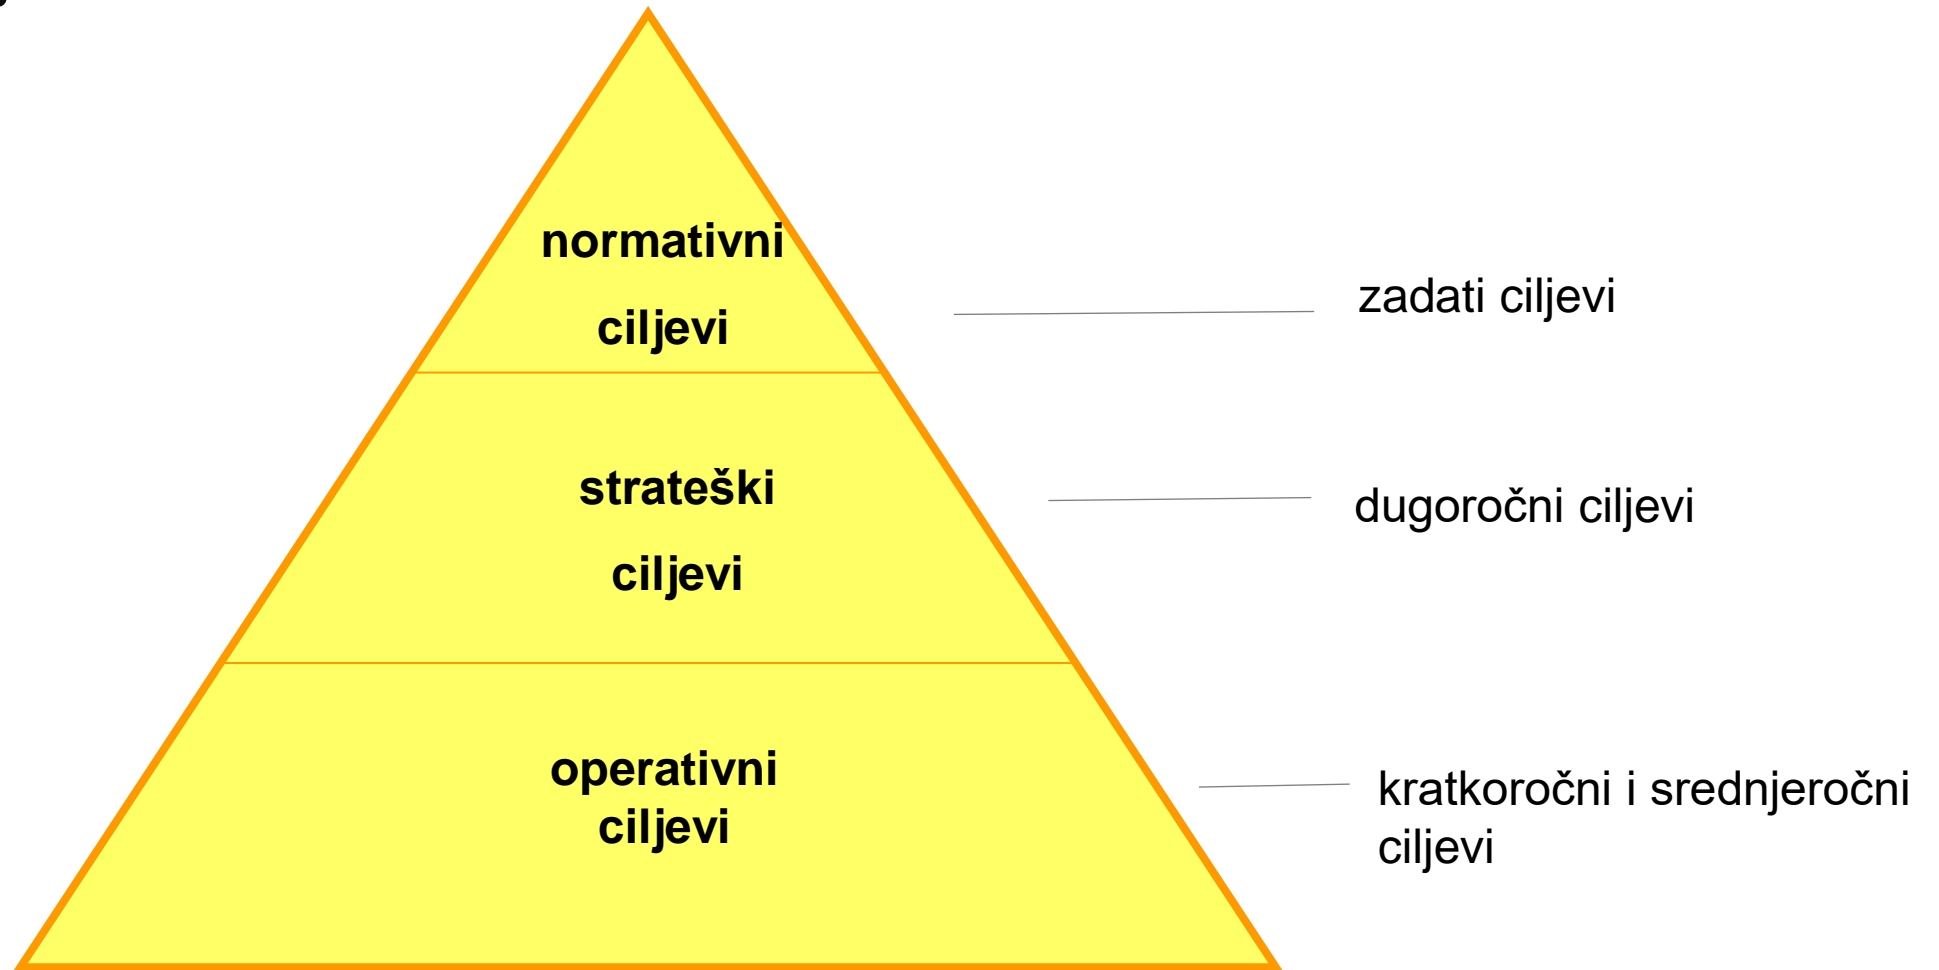 normativni
ciljevi
zadati ciljevi
strateški
ciljevi
dugoročni ciljevi
operativni
ciljevi
kratkoročni i srednjeročni
ciljevi